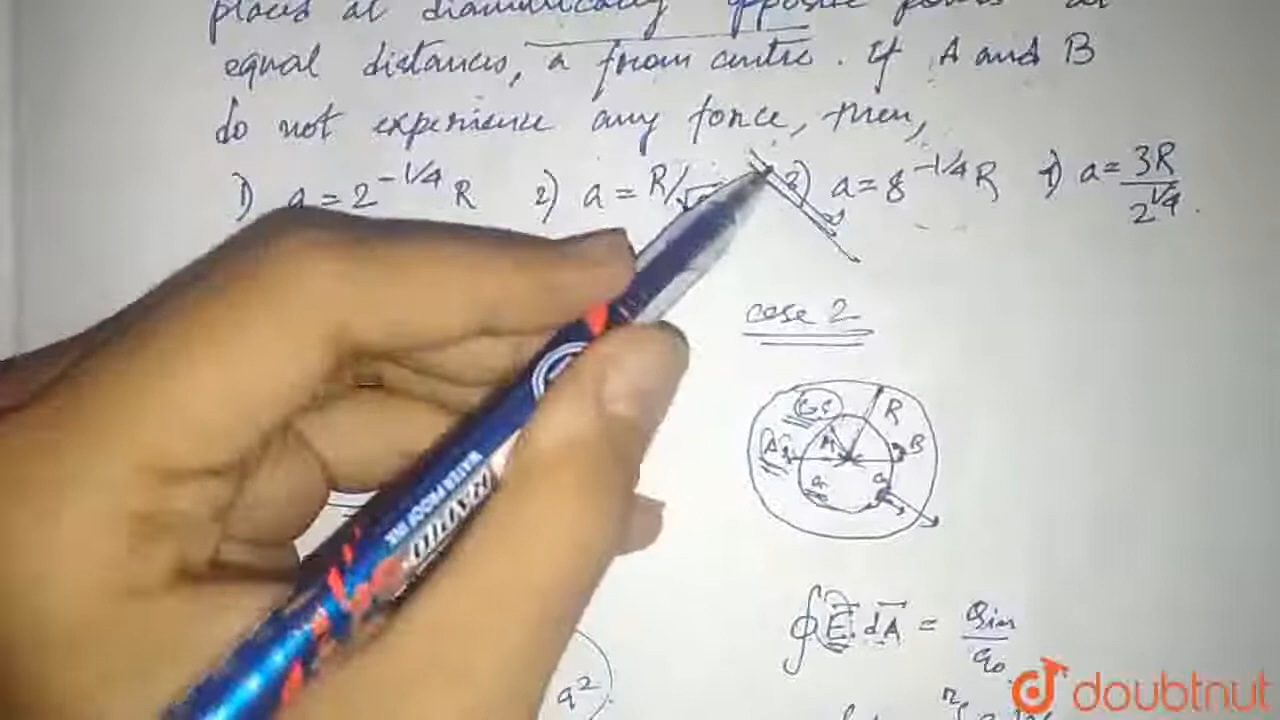 places at diametrically opposite points at
equal distances, a from centre. If A and B
do not experience any force, then,
1) a = 2^-1/4 R 2) a = R/√ 3) a = 8^-1/4 R 4) a = 3R/2^1/4.
case 2
R
A B
a a
∮ E . dA = qin
a²
WATERPROOF INK
doubtnut